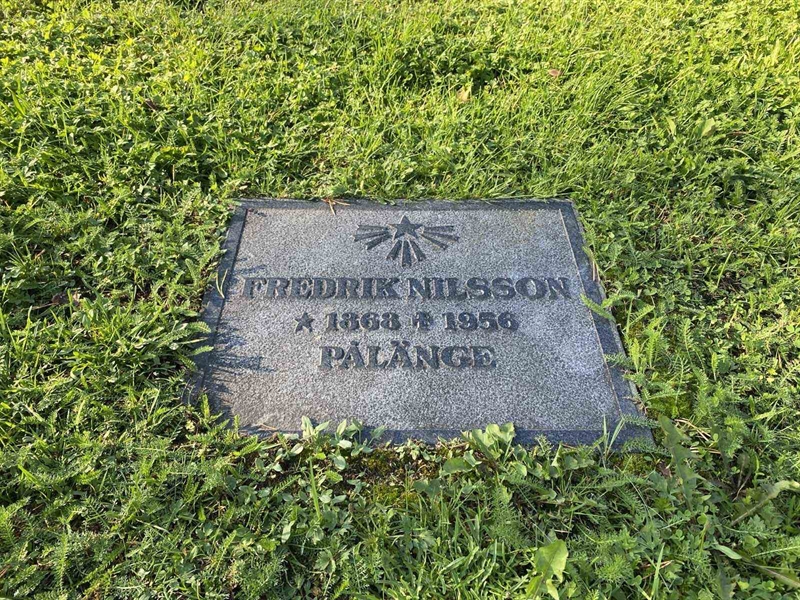 FREDRIK NILSSON
★ 1868 ✝ 1956
PÅLÄNGE